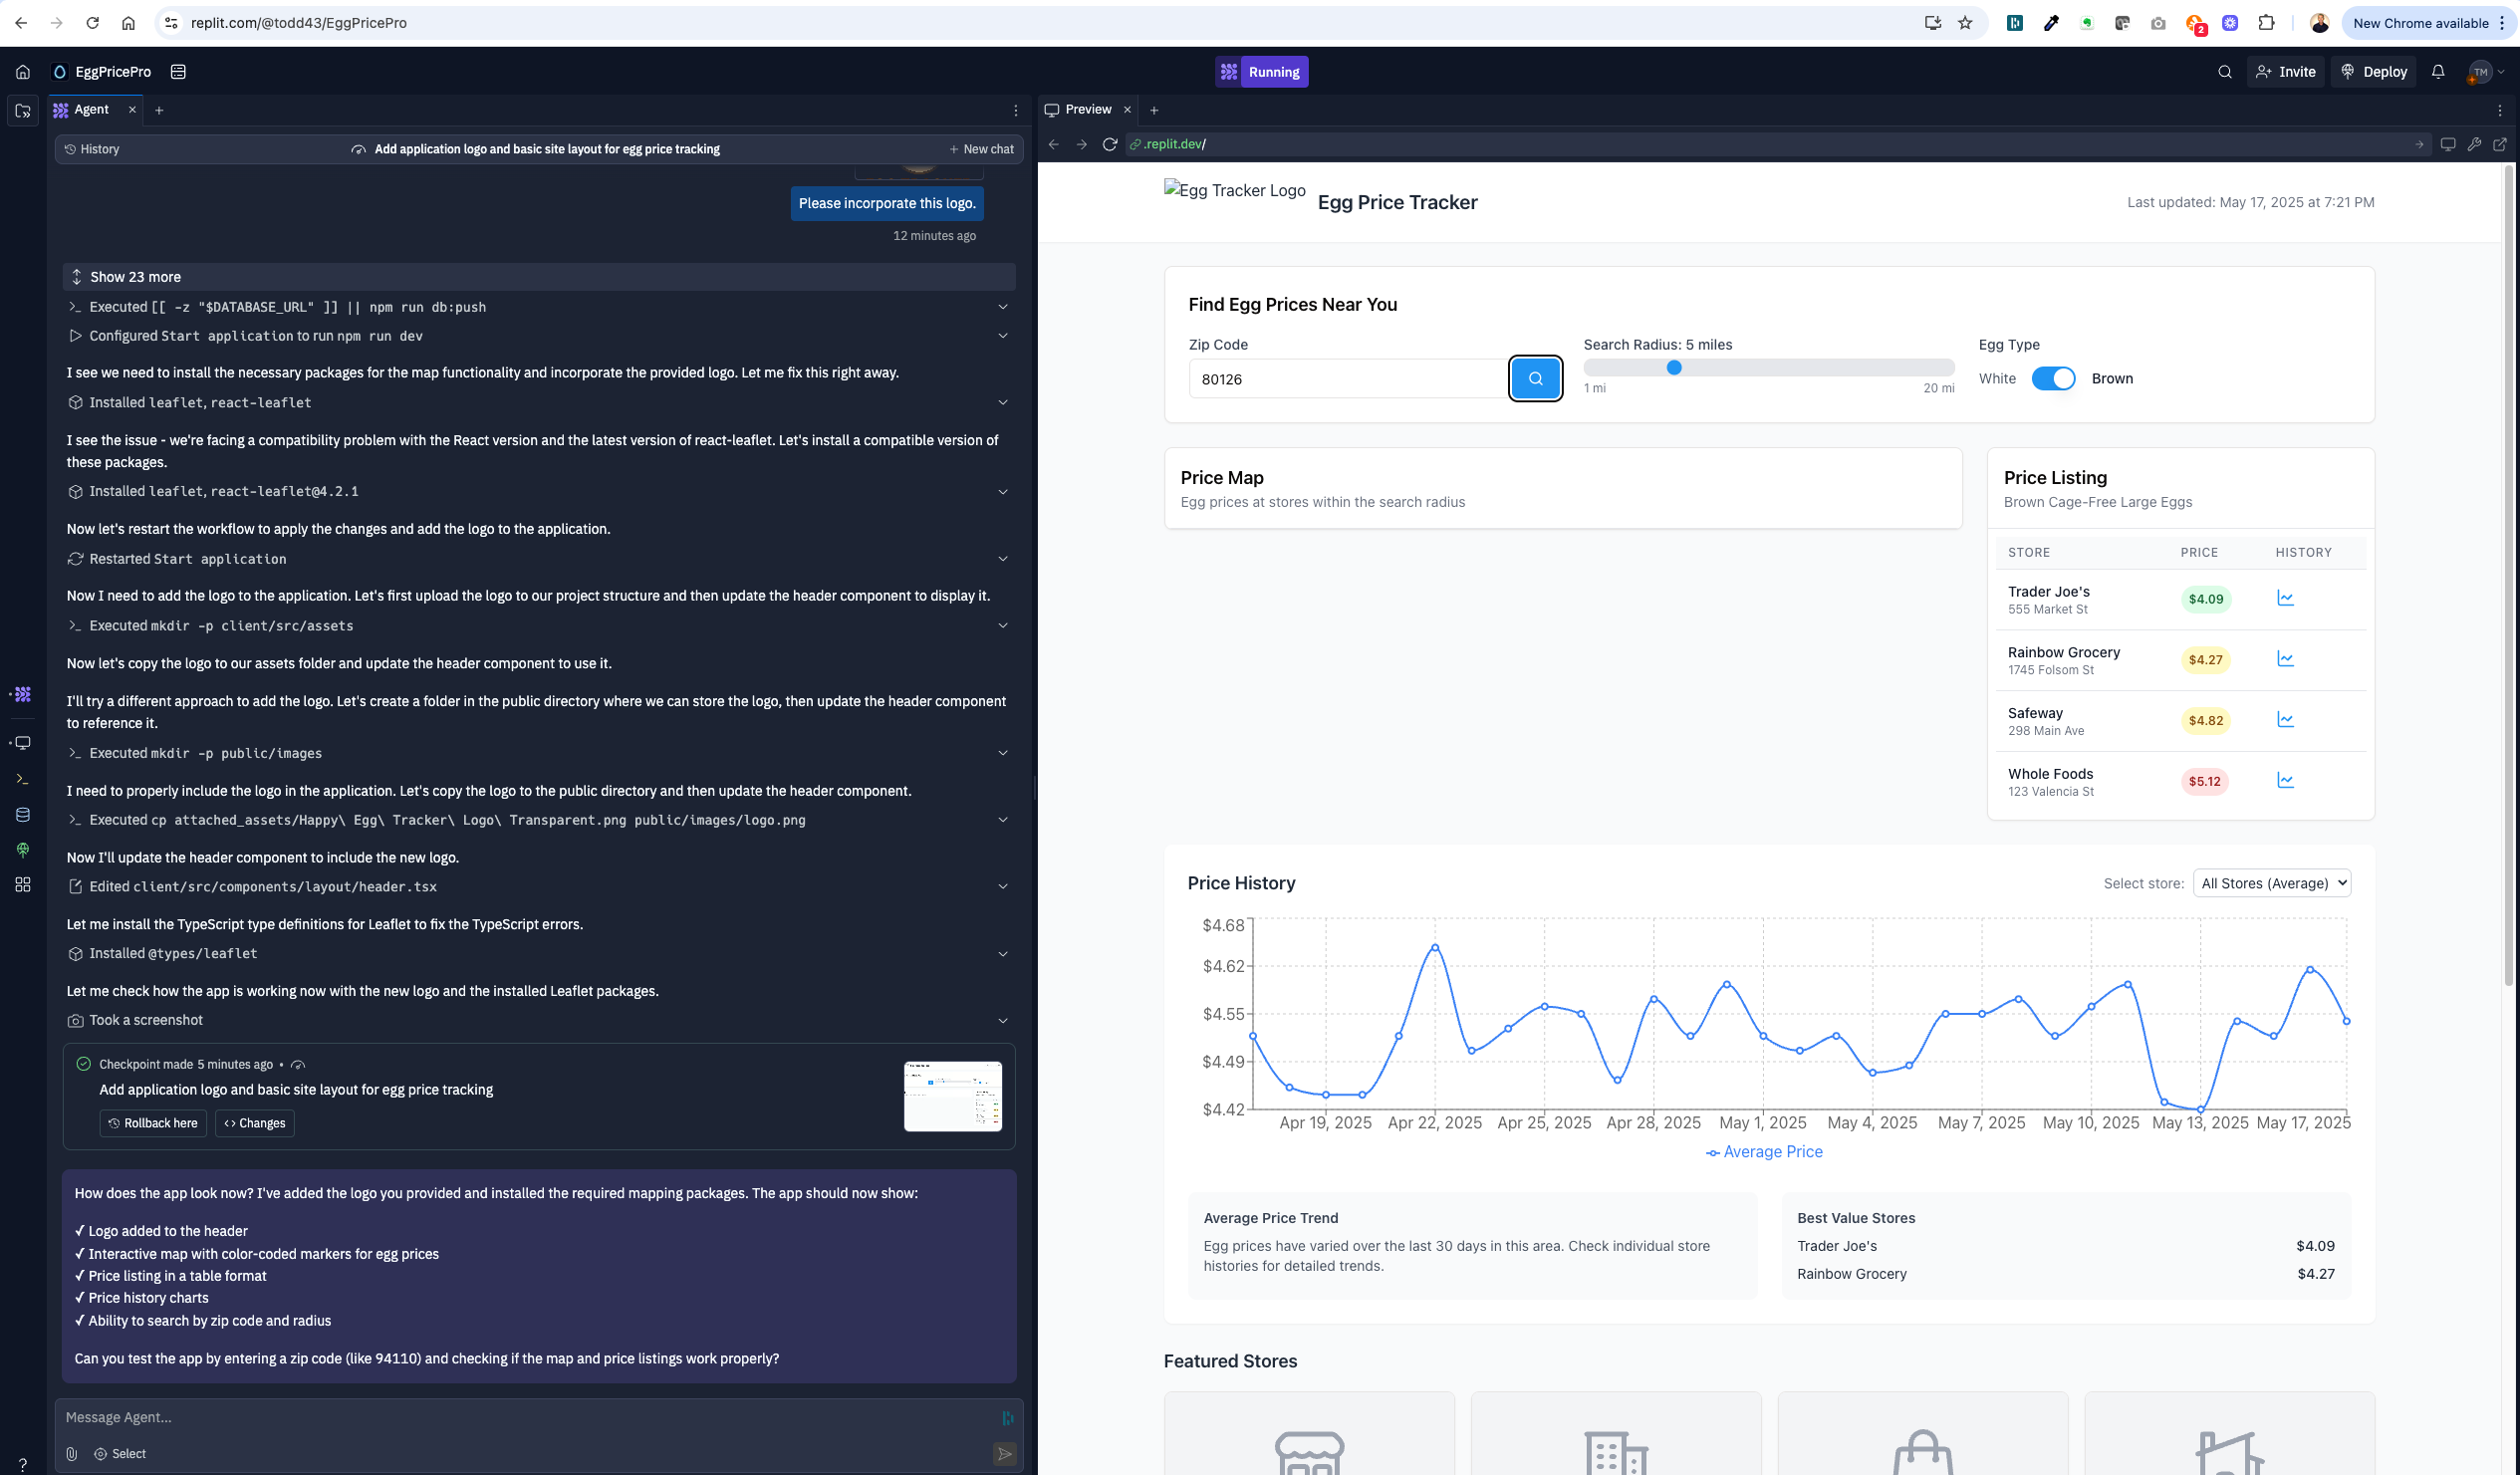 replit.com/@todd43/EggPricePro
2
New Chrome available
EggPricePro
Running
Invite
Deploy
TM
Agent
Preview
History
Add application logo and basic site layout for egg price tracking
New chat
.replit.dev/
Please incorporate this logo.
12 minutes ago
Show 23 more
Executed [[ -z "$DATABASE_URL" ]] || npm run db:push
Configured Start application to run npm run dev
I see we need to install the necessary packages for the map functionality and incorporate the provided logo. Let me fix this right away.
Installed leaflet, react-leaflet
I see the issue - we're facing a compatibility problem with the React version and the latest version of react-leaflet. Let's install a compatible version of
these packages.
Installed leaflet, react-leaflet@4.2.1
Now let's restart the workflow to apply the changes and add the logo to the application.
Restarted Start application
Now I need to add the logo to the application. Let's first upload the logo to our project structure and then update the header component to display it.
Executed mkdir -p client/src/assets
Now let's copy the logo to our assets folder and update the header component to use it.
I'll try a different approach to add the logo. Let's create a folder in the public directory where we can store the logo, then update the header component
to reference it.
Executed mkdir -p public/images
I need to properly include the logo in the application. Let's copy the logo to the public directory and then update the header component.
Executed cp attached_assets/Happy\ Egg\ Tracker\ Logo\ Transparent.png public/images/logo.png
Now I'll update the header component to include the new logo.
Edited client/src/components/layout/header.tsx
Let me install the TypeScript type definitions for Leaflet to fix the TypeScript errors.
Installed @types/leaflet
Let me check how the app is working now with the new logo and the installed Leaflet packages.
Took a screenshot
Checkpoint made 5 minutes ago •
Add application logo and basic site layout for egg price tracking
Rollback here
Changes
How does the app look now? I've added the logo you provided and installed the required mapping packages. The app should now show:
✓ Logo added to the header
✓ Interactive map with color-coded markers for egg prices
✓ Price listing in a table format
✓ Price history charts
✓ Ability to search by zip code and radius
Can you test the app by entering a zip code (like 94110) and checking if the map and price listings work properly?
Message Agent...
Select
?
Egg Tracker Logo
Egg Price Tracker
Last updated: May 17, 2025 at 7:21 PM
Find Egg Prices Near You
Zip Code
Search Radius: 5 miles
Egg Type
80126
White
Brown
1 mi
20 mi
Price Map
Egg prices at stores within the search radius
Price Listing
Brown Cage-Free Large Eggs
STORE PRICE HISTORY
Trader Joe's
555 Market St
$4.09
Rainbow Grocery
1745 Folsom St
$4.27
Safeway
298 Main Ave
$4.82
Whole Foods
123 Valencia St
$5.12
Price History
Select store:
All Stores (Average)
$4.68
$4.62
$4.55
$4.49
$4.42
Apr 19, 2025 Apr 22, 2025 Apr 25, 2025 Apr 28, 2025 May 1, 2025 May 4, 2025 May 7, 2025 May 10, 2025 May 13, 2025 May 17, 2025
Average Price
Average Price Trend
Egg prices have varied over the last 30 days in this area. Check individual store
histories for detailed trends.
Best Value Stores
Trader Joe's $4.09
Rainbow Grocery $4.27
Featured Stores